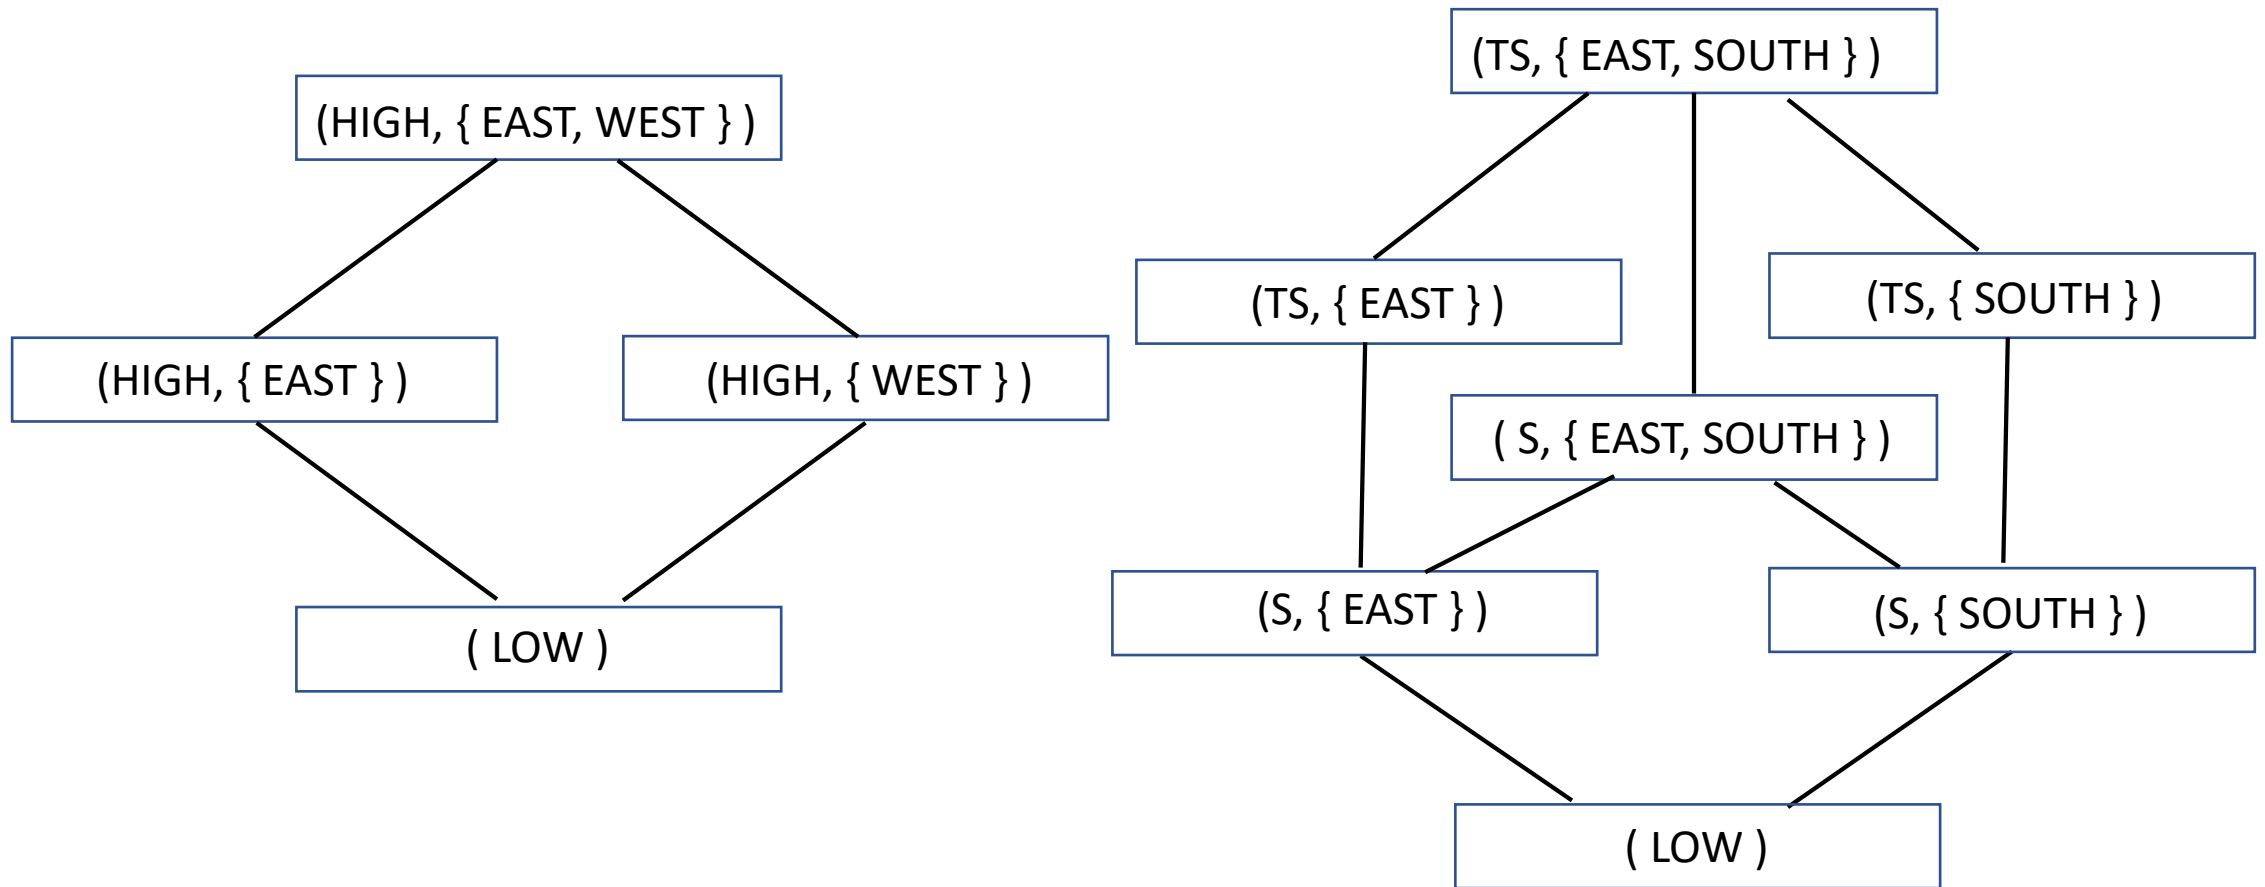 (HIGH, { EAST, WEST } )
(HIGH, { EAST } )
(HIGH, { WEST } )
( LOW )
(TS, { EAST, SOUTH } )
(TS, { EAST } )
(TS, { SOUTH } )
( S, { EAST, SOUTH } )
(S, { EAST } )
(S, { SOUTH } )
( LOW )